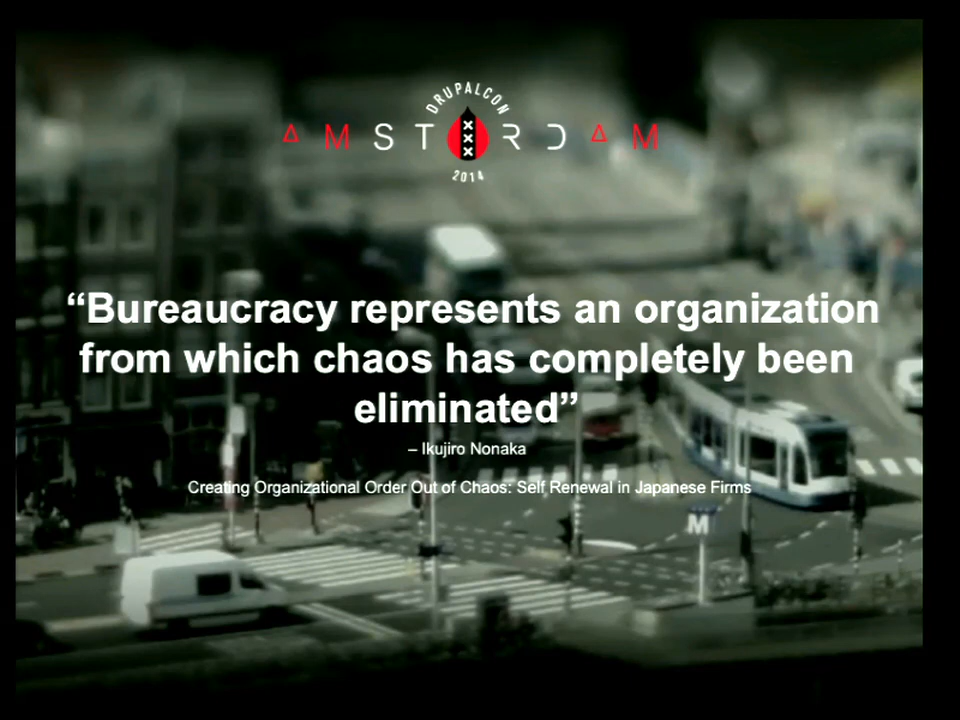 DRUPALCON
AMSTRDAM
2014
“Bureaucracy represents an organization
from which chaos has completely been
eliminated”
– Ikujiro Nonaka
Creating Organizational Order Out of Chaos: Self Renewal in Japanese Firms
M